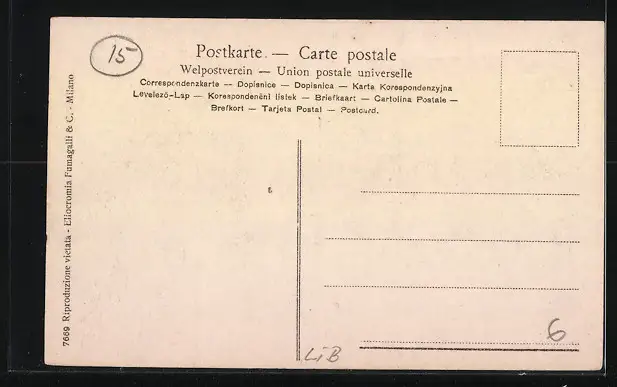 15
Postkarte. — Carte postale
Welpostverein — Union postale universelle
Correspondenzkarte — Dopisnice — Dopisnica — Karta Korespondenzyjna
Levelező-Lap — Korespondenční lístek — Briefkaart — Cartolina Postale —
Brefkort — Tarjeta Postal — Postcard.
7669 Riproduzione vietata - Eliocromia Fumagalli & C. - Milano
LiB
6